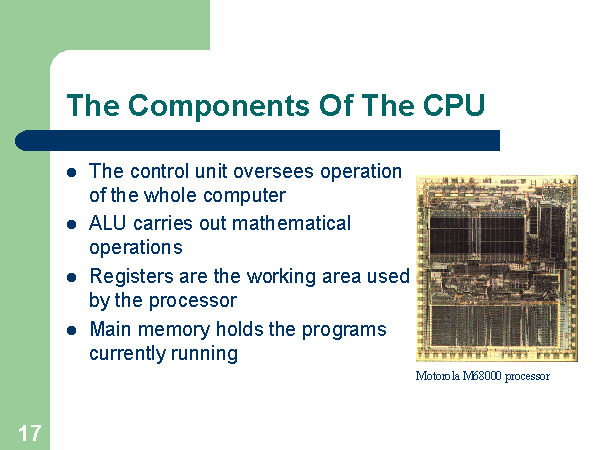 The Components Of The CPU
The control unit oversees operation
of the whole computer
ALU carries out mathematical
operations
Registers are the working area used
by the processor
Main memory holds the programs
currently running
Motorola M68000 processor
17